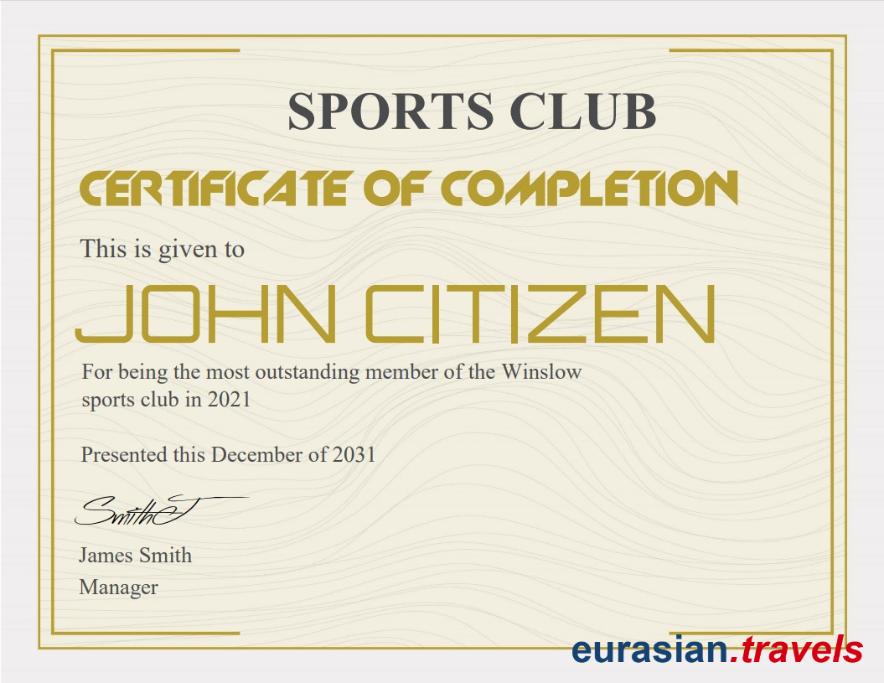 SPORTS CLUB
CERTIFICATE OF COMPLETION
This is given to
JOHN CITIZEN
For being the most outstanding member of the Winslow
sports club in 2021
Presented this December of 2031
Smith J
James Smith
Manager
eurasian.travels